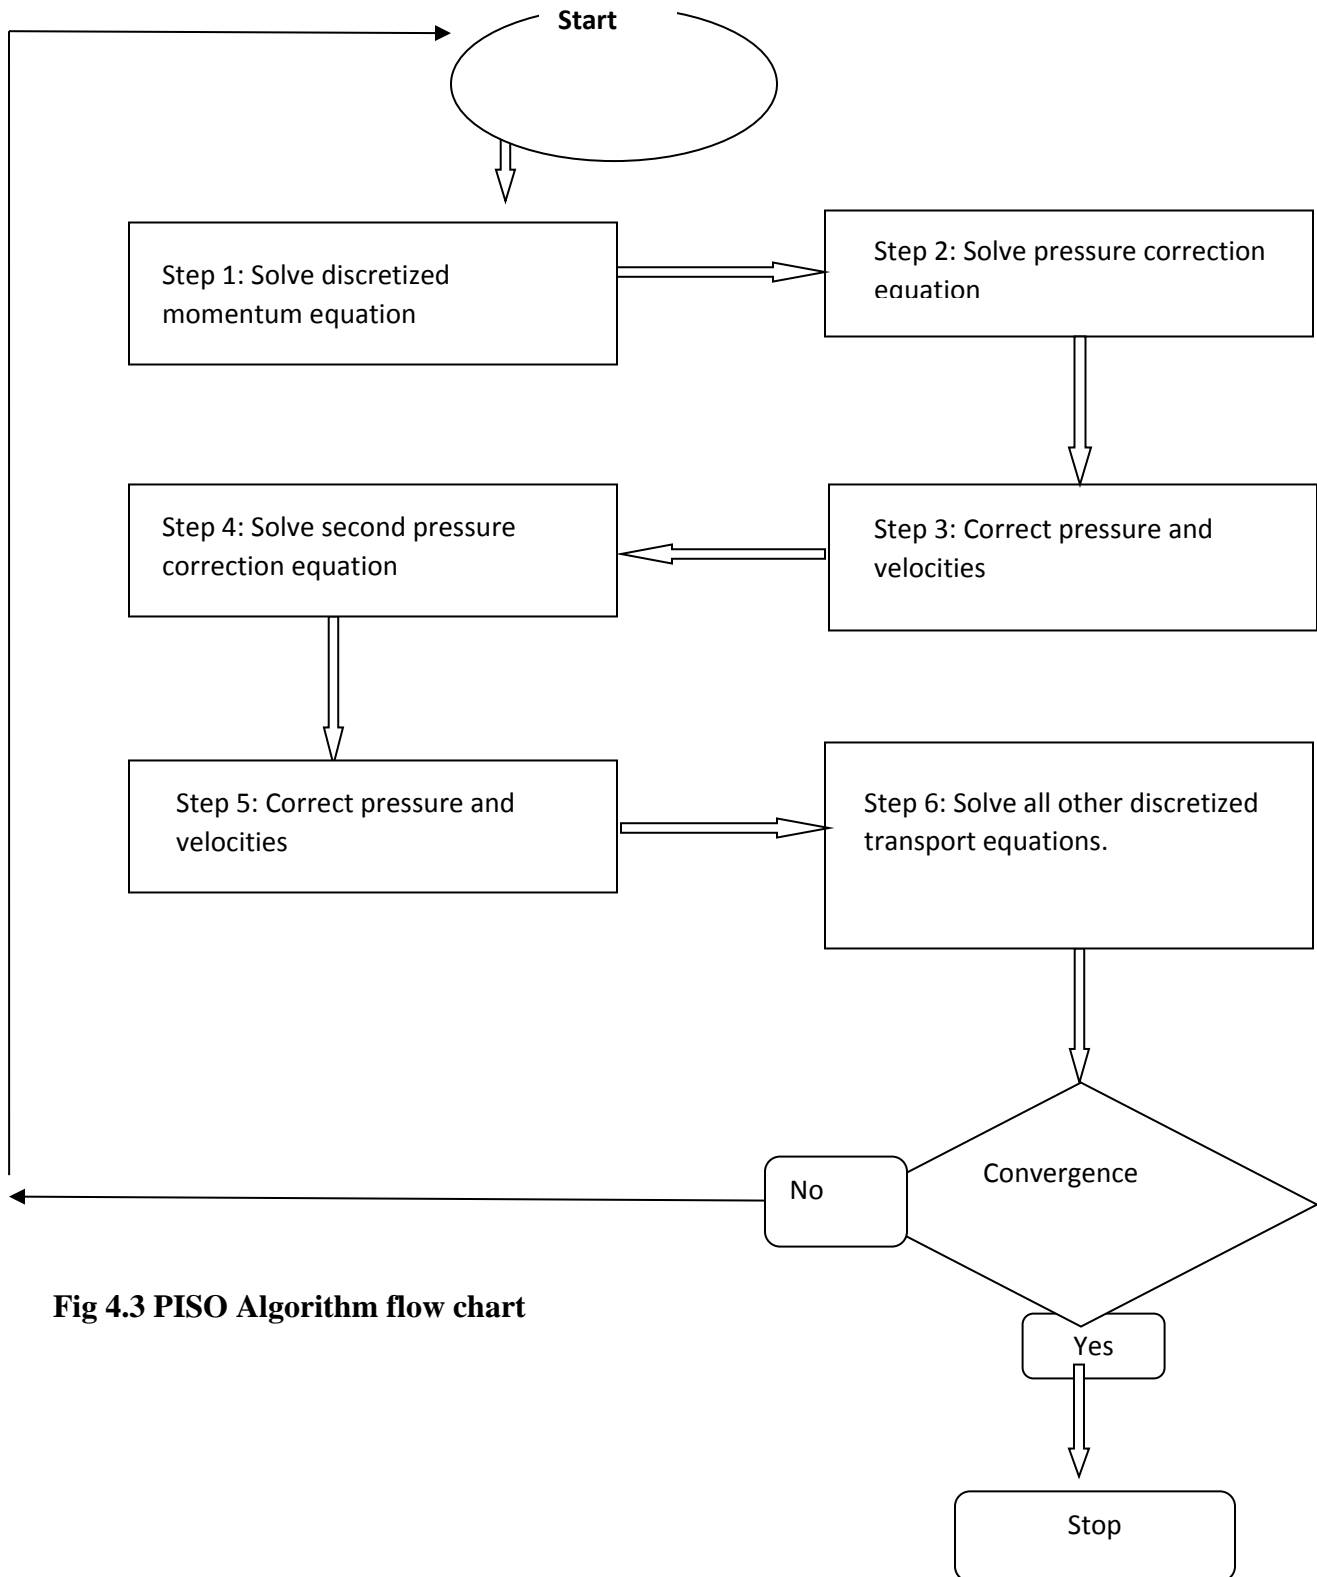 Start
Step 1: Solve discretized
momentum equation
Step 2: Solve pressure correction
equation
Step 3: Correct pressure and
velocities
Step 4: Solve second pressure
correction equation
Step 5: Correct pressure and
velocities
Step 6: Solve all other discretized
transport equations.
Convergence
No
Fig 4.3 PISO Algorithm flow chart
Yes
Stop